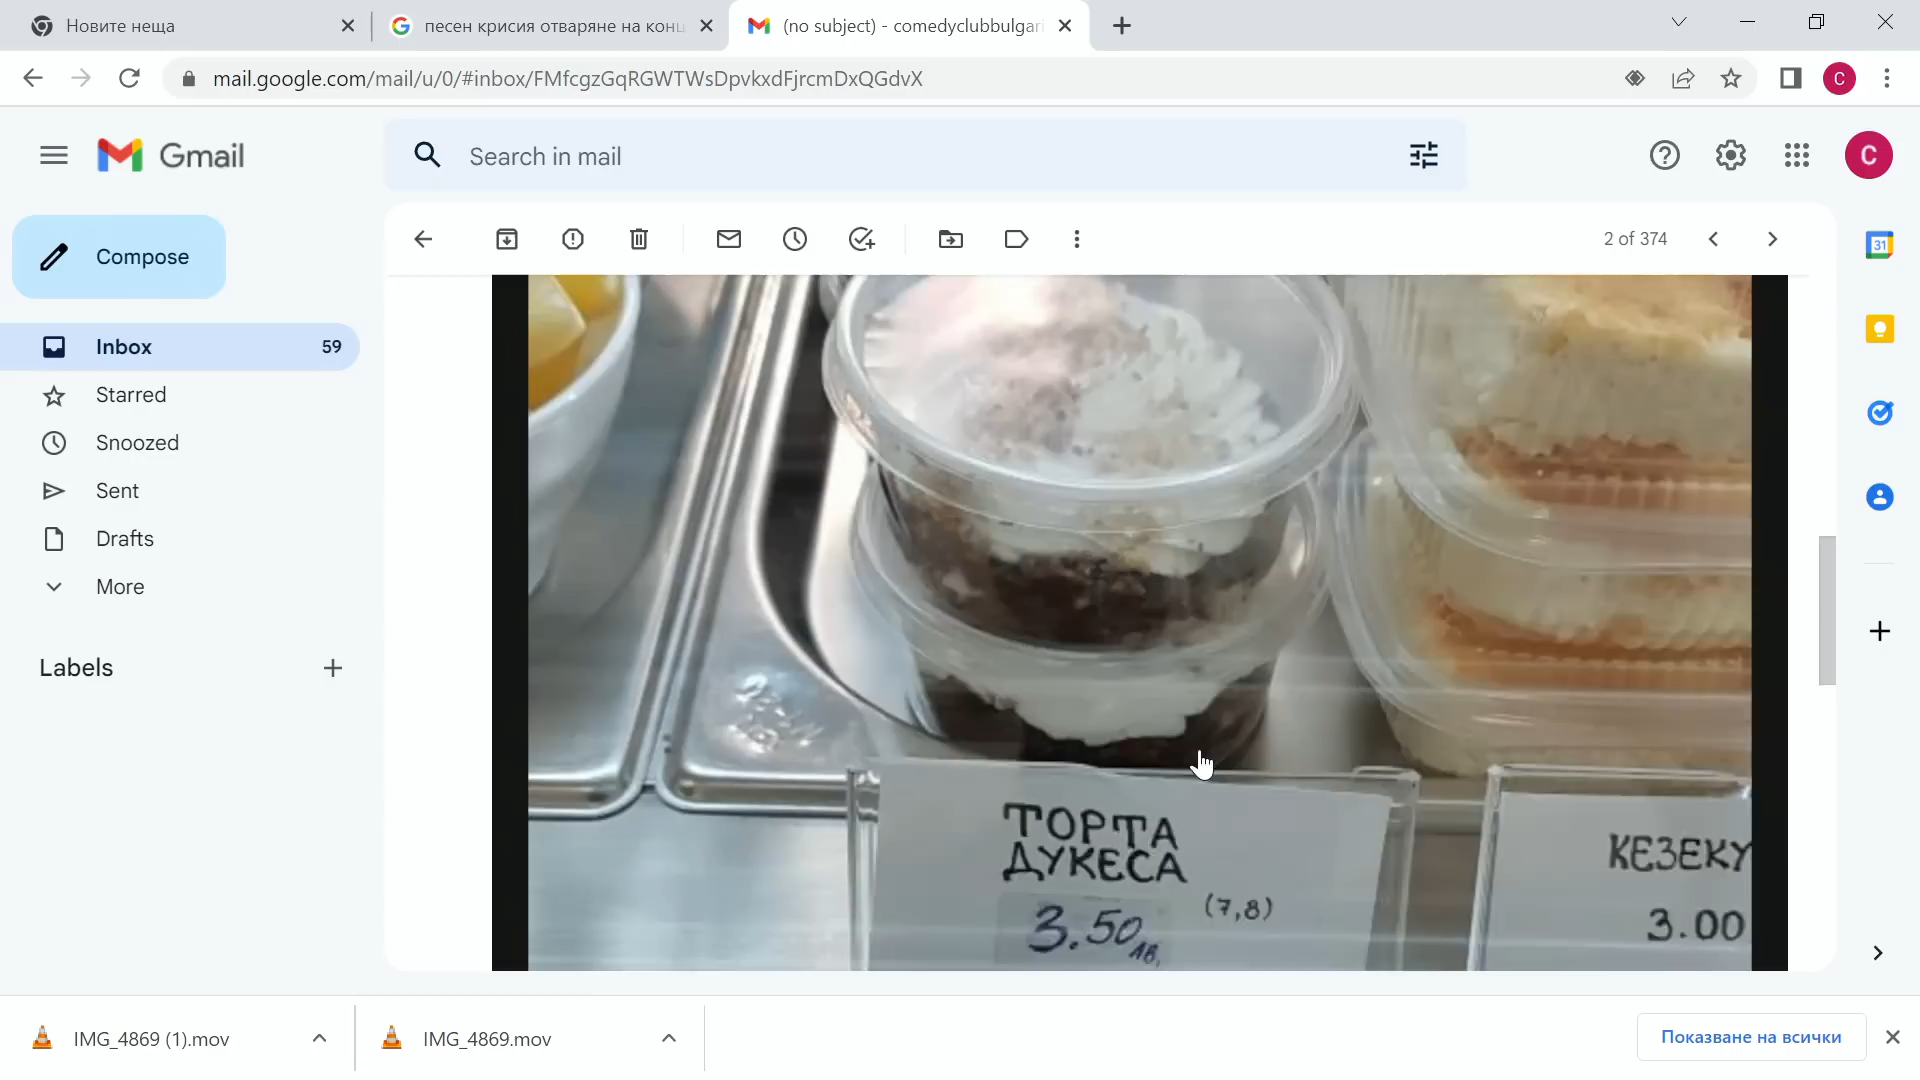 Новите неща
песен крисия отваряне на конц
(no subject) - comedyclubbulgari
mail.google.com/mail/u/0/#inbox/FMfcgzGqRGWTWsDpvkxdFjrcmDxQGdvX
C
Gmail
Search in mail
C
Compose
2 of 374
31
Inbox 59
Starred
Snoozed
Sent
Drafts
More
Labels
ТОРТА
ДУКЕСА
(7,8)
3.50 лв.
КЕЗЕКУ
3.00
IMG_4869 (1).mov
IMG_4869.mov
Показване на всички